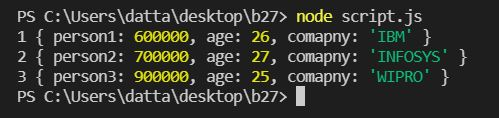 PS C:\Users\datta\desktop\b27> node script.js
1 { person1: 600000, age: 26, comapny: 'IBM' }
2 { person2: 700000, age: 27, comapny: 'INFOSYS' }
3 { person3: 900000, age: 25, comapny: 'WIPRO' }
PS C:\Users\datta\desktop\b27>